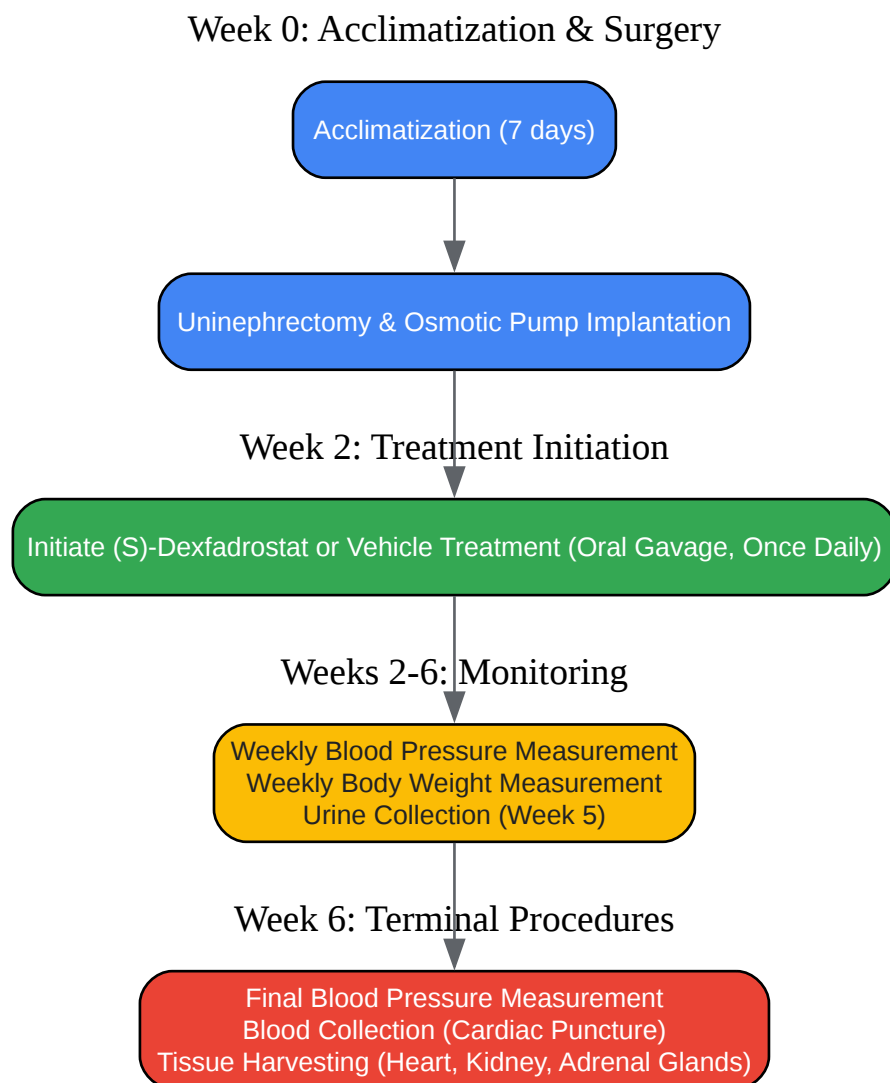 Week 0: Acclimatization & Surgery
Acclimatization (7 days)
Uninephrectomy & Osmotic Pump Implantation
Week 2: Treatment Initiation
Initiate (S)-Dexfadrostat or Vehicle Treatment (Oral Gavage, Once Daily)
Weeks 2-6: Monitoring
Weekly Blood Pressure Measurement
Weekly Body Weight Measurement
Urine Collection (Week 5)
Week 6: Terminal Procedures
Final Blood Pressure Measurement
Blood Collection (Cardiac Puncture)
Tissue Harvesting (Heart, Kidney, Adrenal Glands)